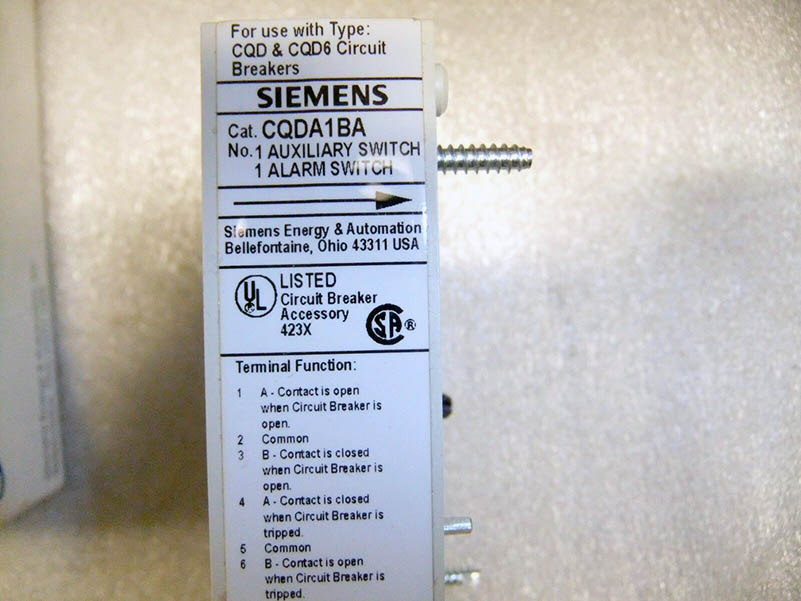 For use with Type:
CQD & CQD6 Circuit
Breakers
SIEMENS
Cat. CQDA1BA
No. 1 AUXILIARY SWITCH
1 ALARM SWITCH
Siemens Energy & Automation
Bellefontaine, Ohio 43311 USA
UL LISTED
Circuit Breaker
Accessory
423X
SA ®
Terminal Function:
1 A - Contact is open
when Circuit Breaker is
open.
2 Common
3 B - Contact is closed
when Circuit Breaker is
open.
4 A - Contact is closed
when Circuit Breaker is
tripped.
5 Common
6 B - Contact is open
when Circuit Breaker is
tripped.